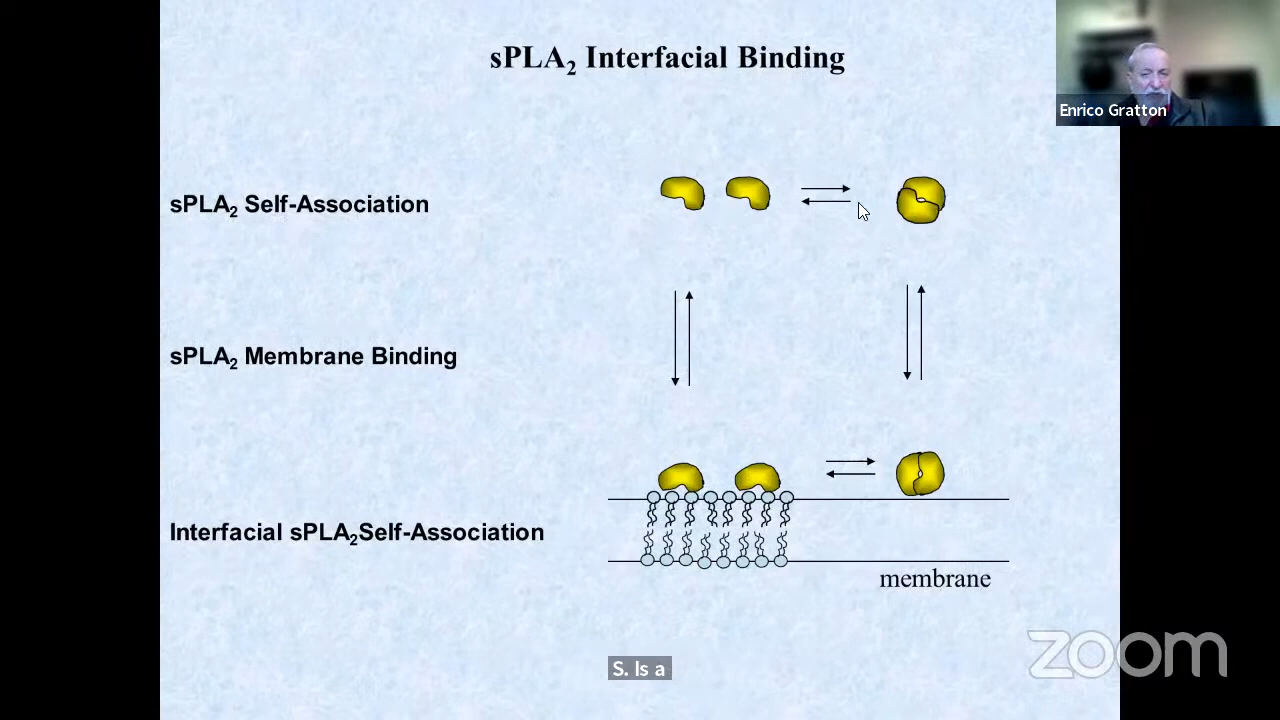 sPLA2 Interfacial Binding
Enrico Gratton
sPLA2 Self-Association
sPLA2 Membrane Binding
Interfacial sPLA2Self-Association
membrane
zoom
S. Is a